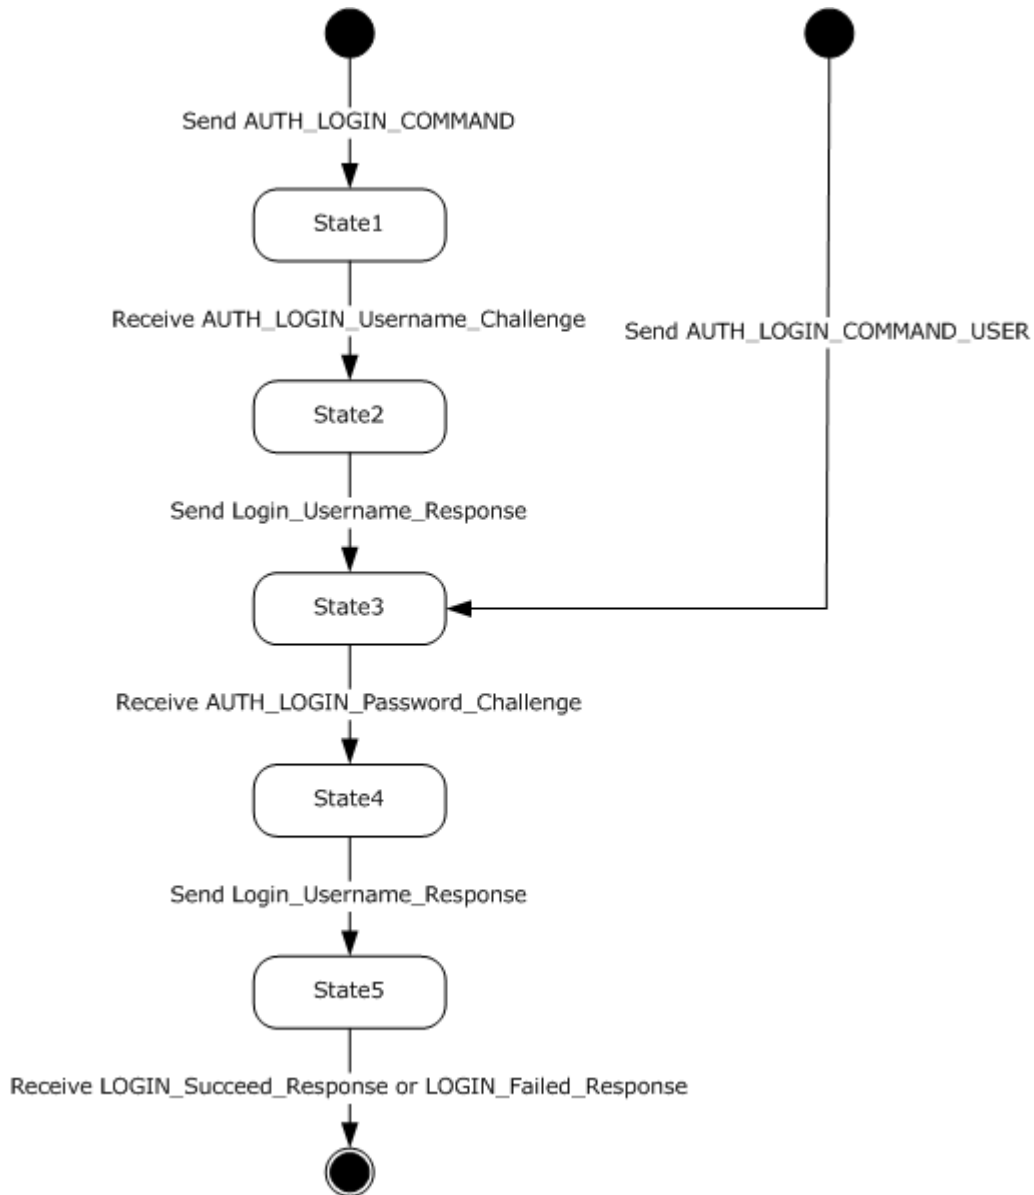 Send AUTH_LOGIN_COMMAND
State1
Receive AUTH_LOGIN_Username_Challenge
Send AUTH_LOGIN_COMMAND_USER
State2
Send Login_Username_Response
State3
Receive AUTH_LOGIN_Password_Challenge
State4
Send Login_Username_Response
State5
Receive LOGIN_Succeed_Response or LOGIN_Failed_Response